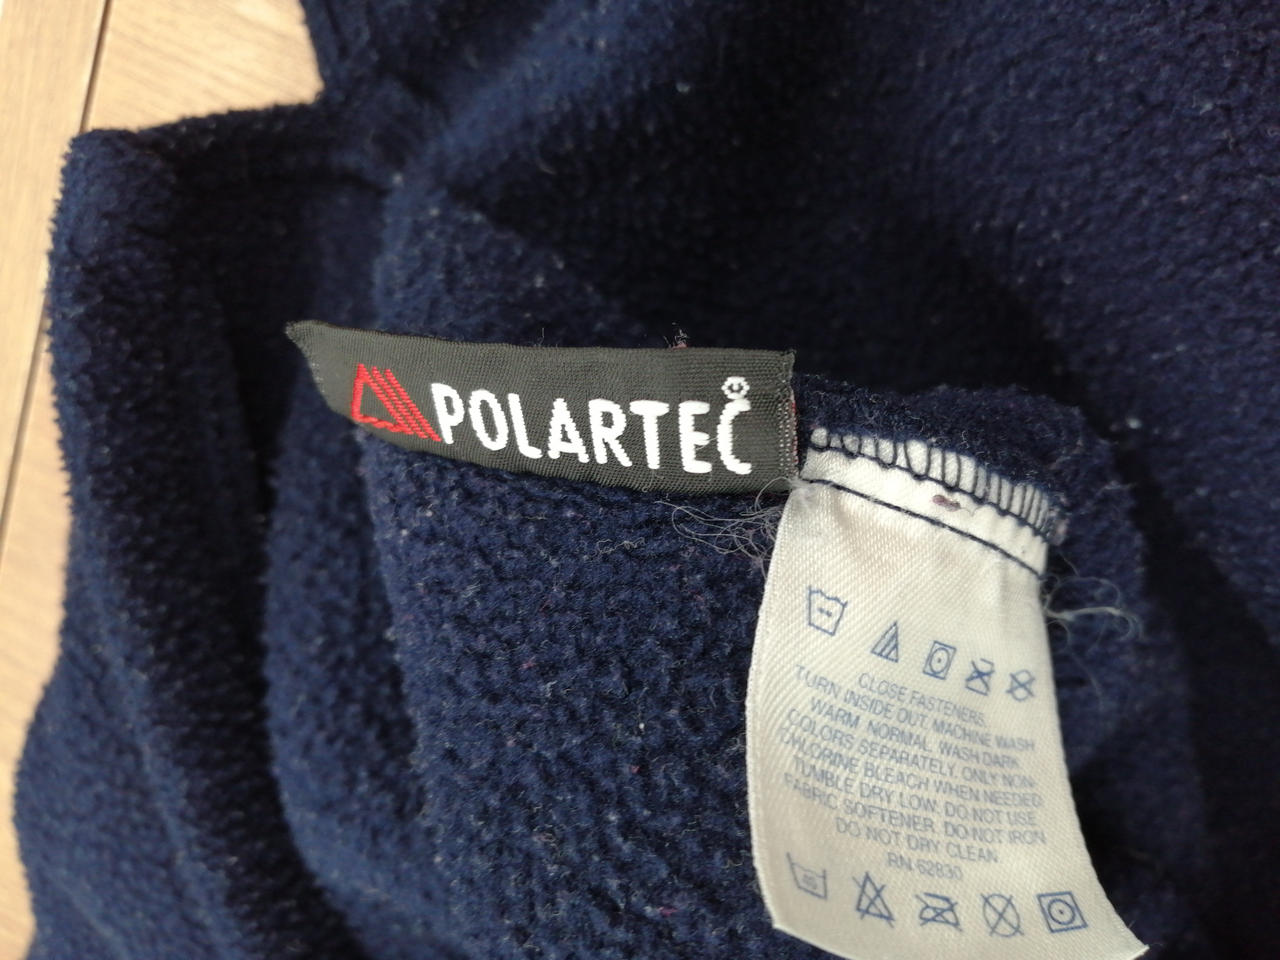 POLARTEC®
CLOSE FASTENERS.
TURN INSIDE OUT. MACHINE WASH
WARM, NORMAL. WASH DARK
COLORS SEPARATELY. ONLY NON-
CHLORINE BLEACH WHEN NEEDED
TUMBLE DRY LOW. DO NOT USE
FABRIC SOFTENER. DO NOT IRON
DO NOT DRY CLEAN
RN 62830
40